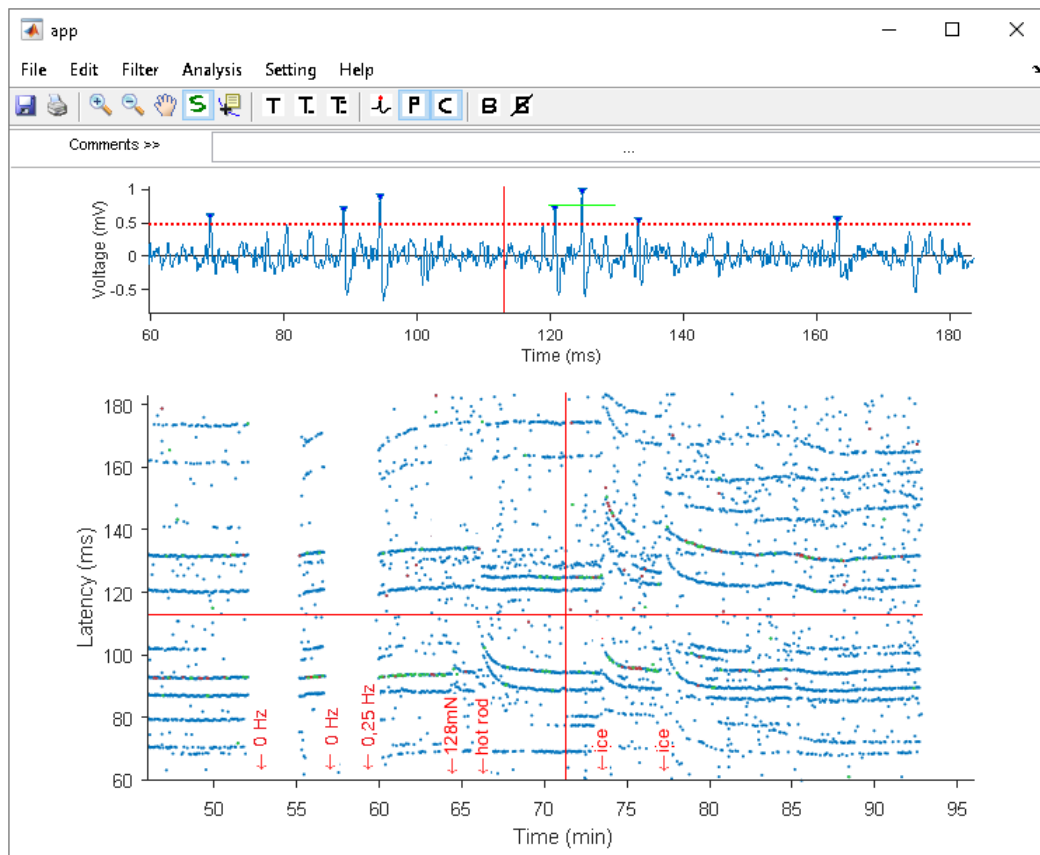 app
File Edit Filter Analysis Setting Help
T T.. T: i P C B B
Comments >> ...
Voltage (mV)
1
0.5
0
-0.5
60 80 100 120 140 160 180
Time (ms)
Latency (ms)
180
160
140
120
100
80
60
← 0 Hz
← 0 Hz
← 0,25 Hz
← 128mN
← hot rod
← ice
← ice
50 55 60 65 70 75 80 85 90 95
Time (min)